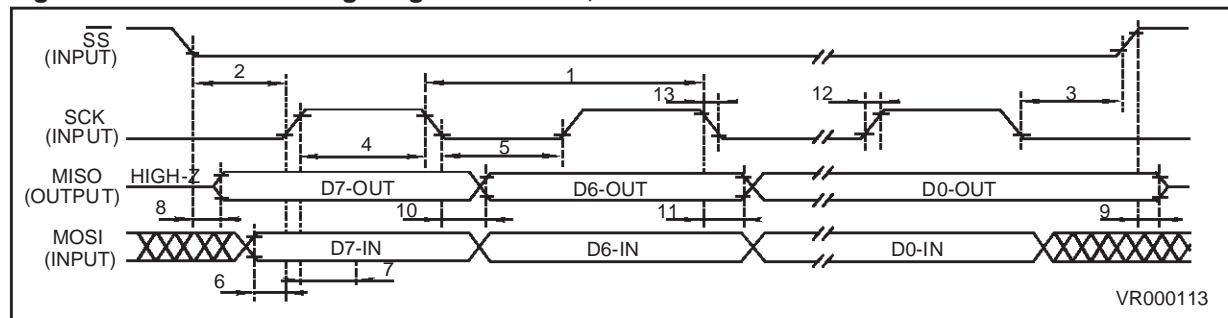 SS
(INPUT)
2
1
13
12
3
SCK
(INPUT)
4
5
MISO
(OUTPUT)
HIGH-Z
D7-OUT
D6-OUT
D0-OUT
8
10
11
9
MOSI
(INPUT)
D7-IN
D6-IN
D0-IN
7
6
VR000113